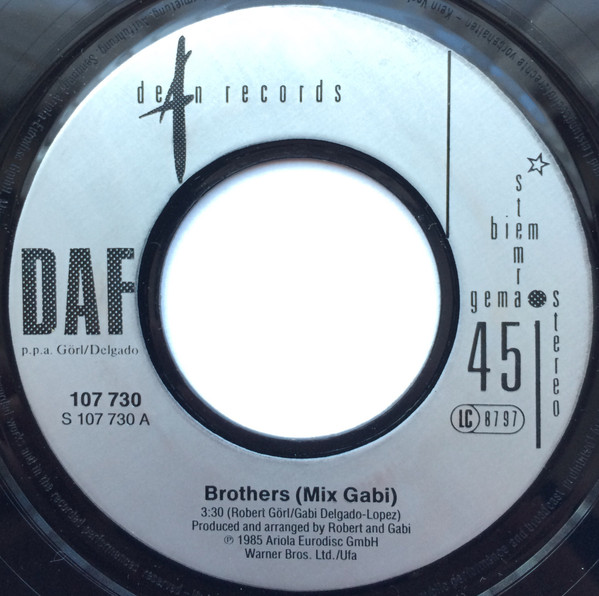 deAn records
stemra
biem
gema
stereo
DAF
p.p.a. Görl/Delgado
45
LC 8797
107 730
S 107 730 A
Brothers (Mix Gabi)
3:30 (Robert Görl/Gabi Delgado-Lopez)
Produced and arranged by Robert and Gabi
℗ 1985 Ariola Eurodisc GmbH
Warner Bros. Ltd./Ufa